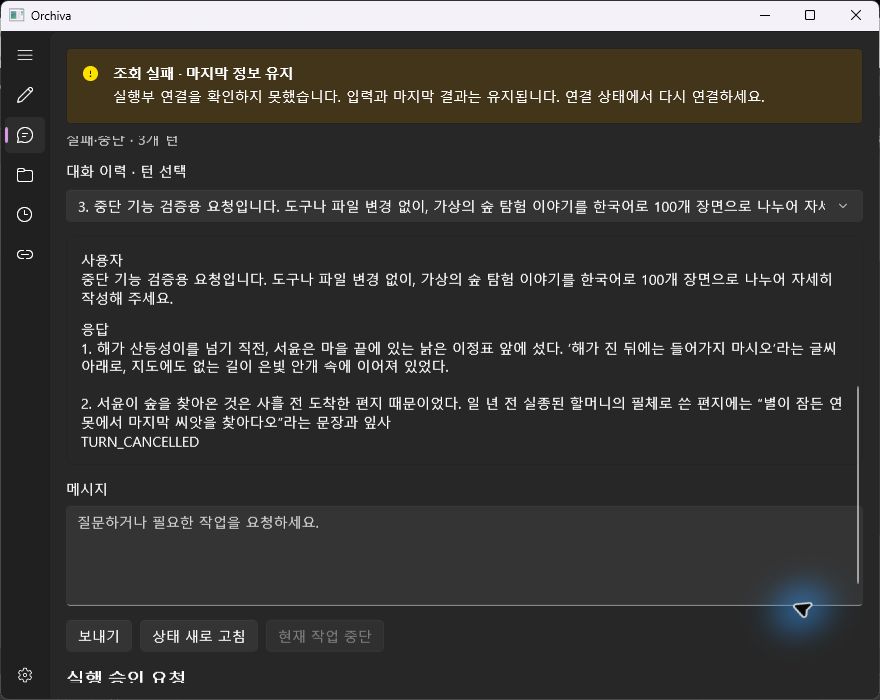 Orchiva
조회 실패 · 마지막 정보 유지
실행부 연결을 확인하지 못했습니다. 입력과 마지막 결과는 유지됩니다. 연결 상태에서 다시 연결하세요.
실패·중단 · 3개 턴
대화 이력 · 턴 선택
3. 중단 기능 검증용 요청입니다. 도구나 파일 변경 없이, 가상의 숲 탐험 이야기를 한국어로 100개 장면으로 나누어 자세
사용자
중단 기능 검증용 요청입니다. 도구나 파일 변경 없이, 가상의 숲 탐험 이야기를 한국어로 100개 장면으로 나누어 자세히
작성해 주세요.
응답
1. 해가 산등성이를 넘기 직전, 서윤은 마을 끝에 있는 낡은 이정표 앞에 섰다. ‘해가 진 뒤에는 들어가지 마시오’라는 글씨
아래로, 지도에도 없는 길이 은빛 안개 속에 이어져 있었다.
2. 서윤이 숲을 찾아온 것은 사흘 전 도착한 편지 때문이었다. 일 년 전 실종된 할머니의 필체로 쓴 편지에는 “별이 잠든 연
못에서 마지막 씨앗을 찾아다오”라는 문장과 잎사
TURN_CANCELLED
메시지
질문하거나 필요한 작업을 요청하세요.
보내기
상태 새로 고침
현재 작업 중단
실행 승인 요청